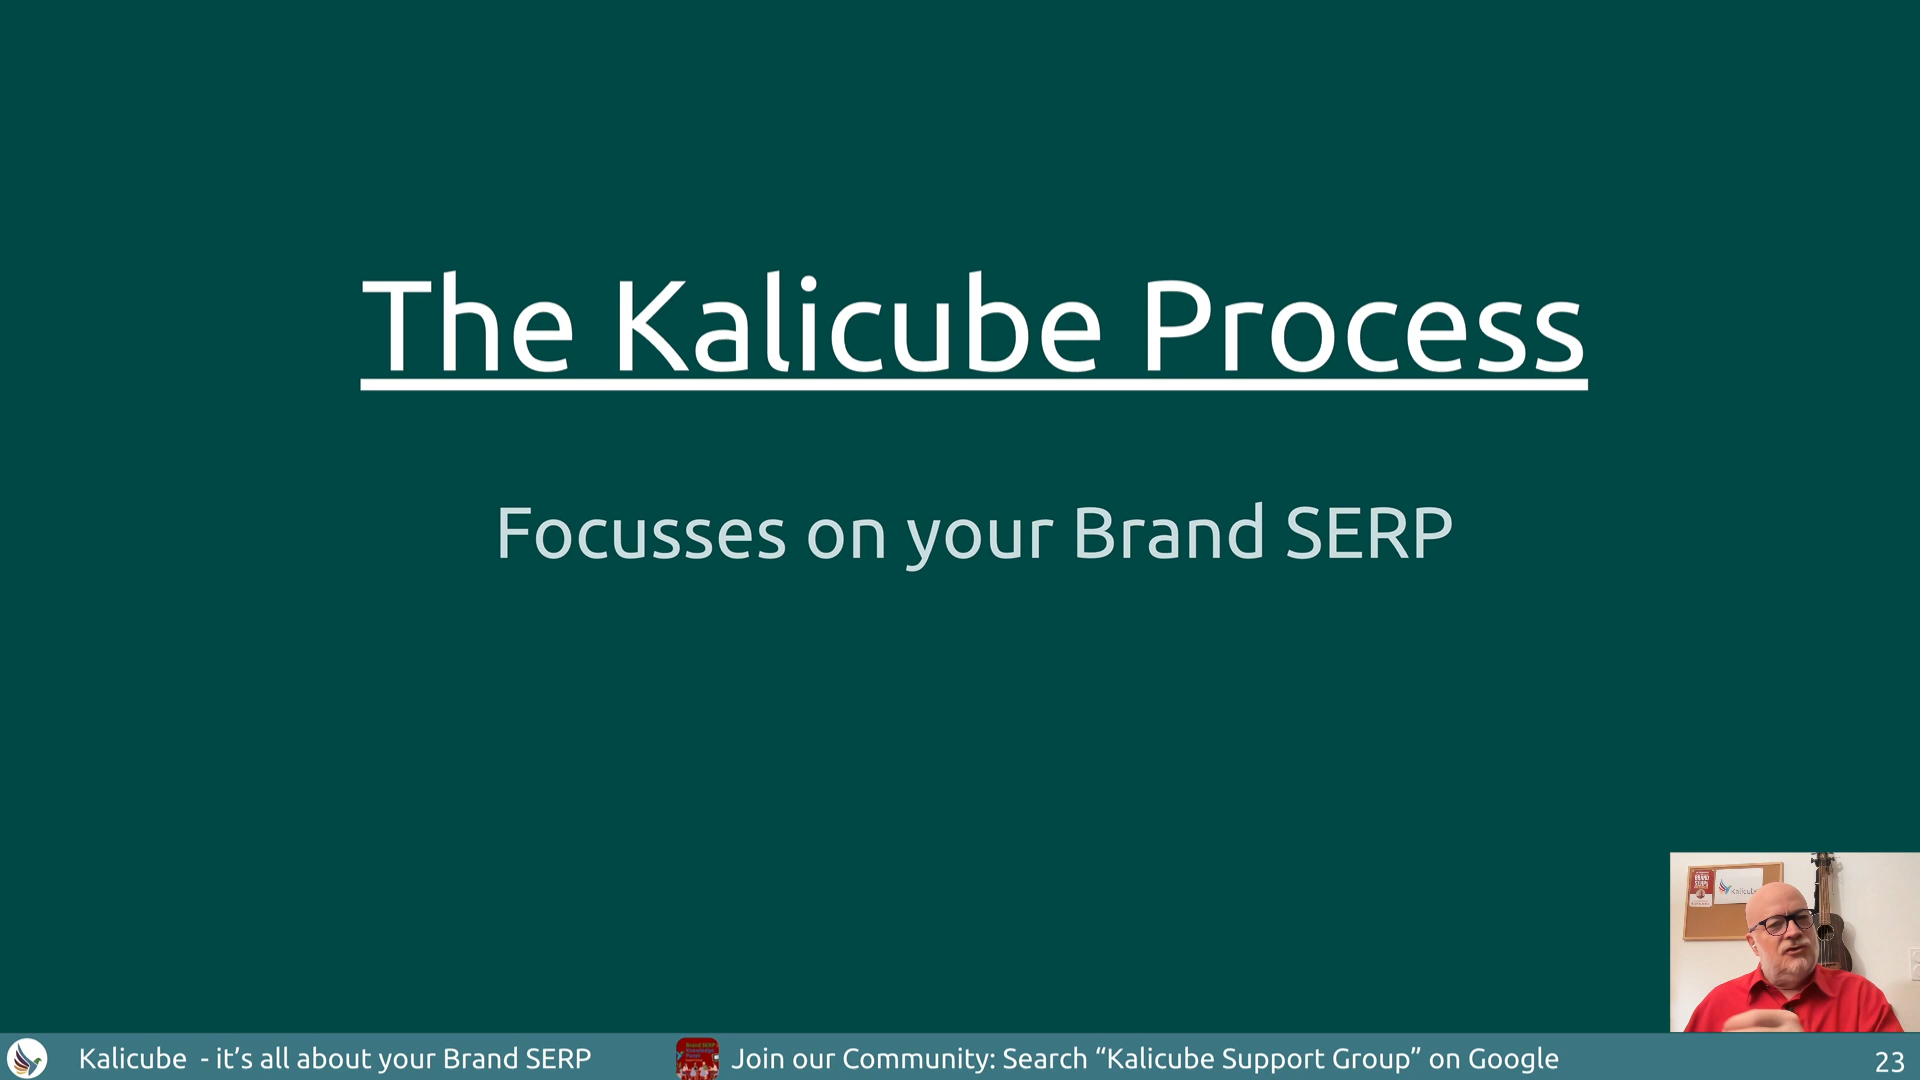 The Kalicube Process
Focusses on your Brand SERP
Kalicube
Kalicube - it’s all about your Brand SERP
Join our Community: Search “Kalicube Support Group” on Google
23